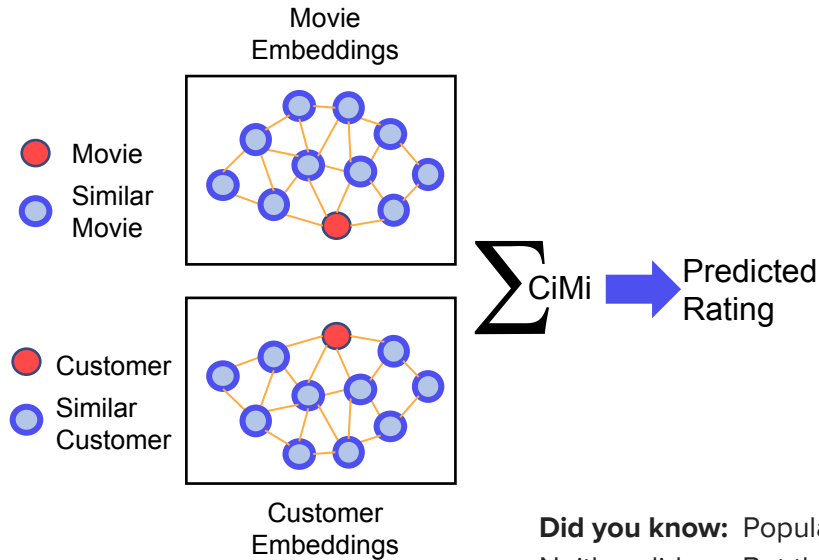 Movie
Embeddings
Movie
Similar
Movie
∑CiMi
Predicted
Rating
Customer
Similar
Customer
Customer
Embeddings
Did you know: